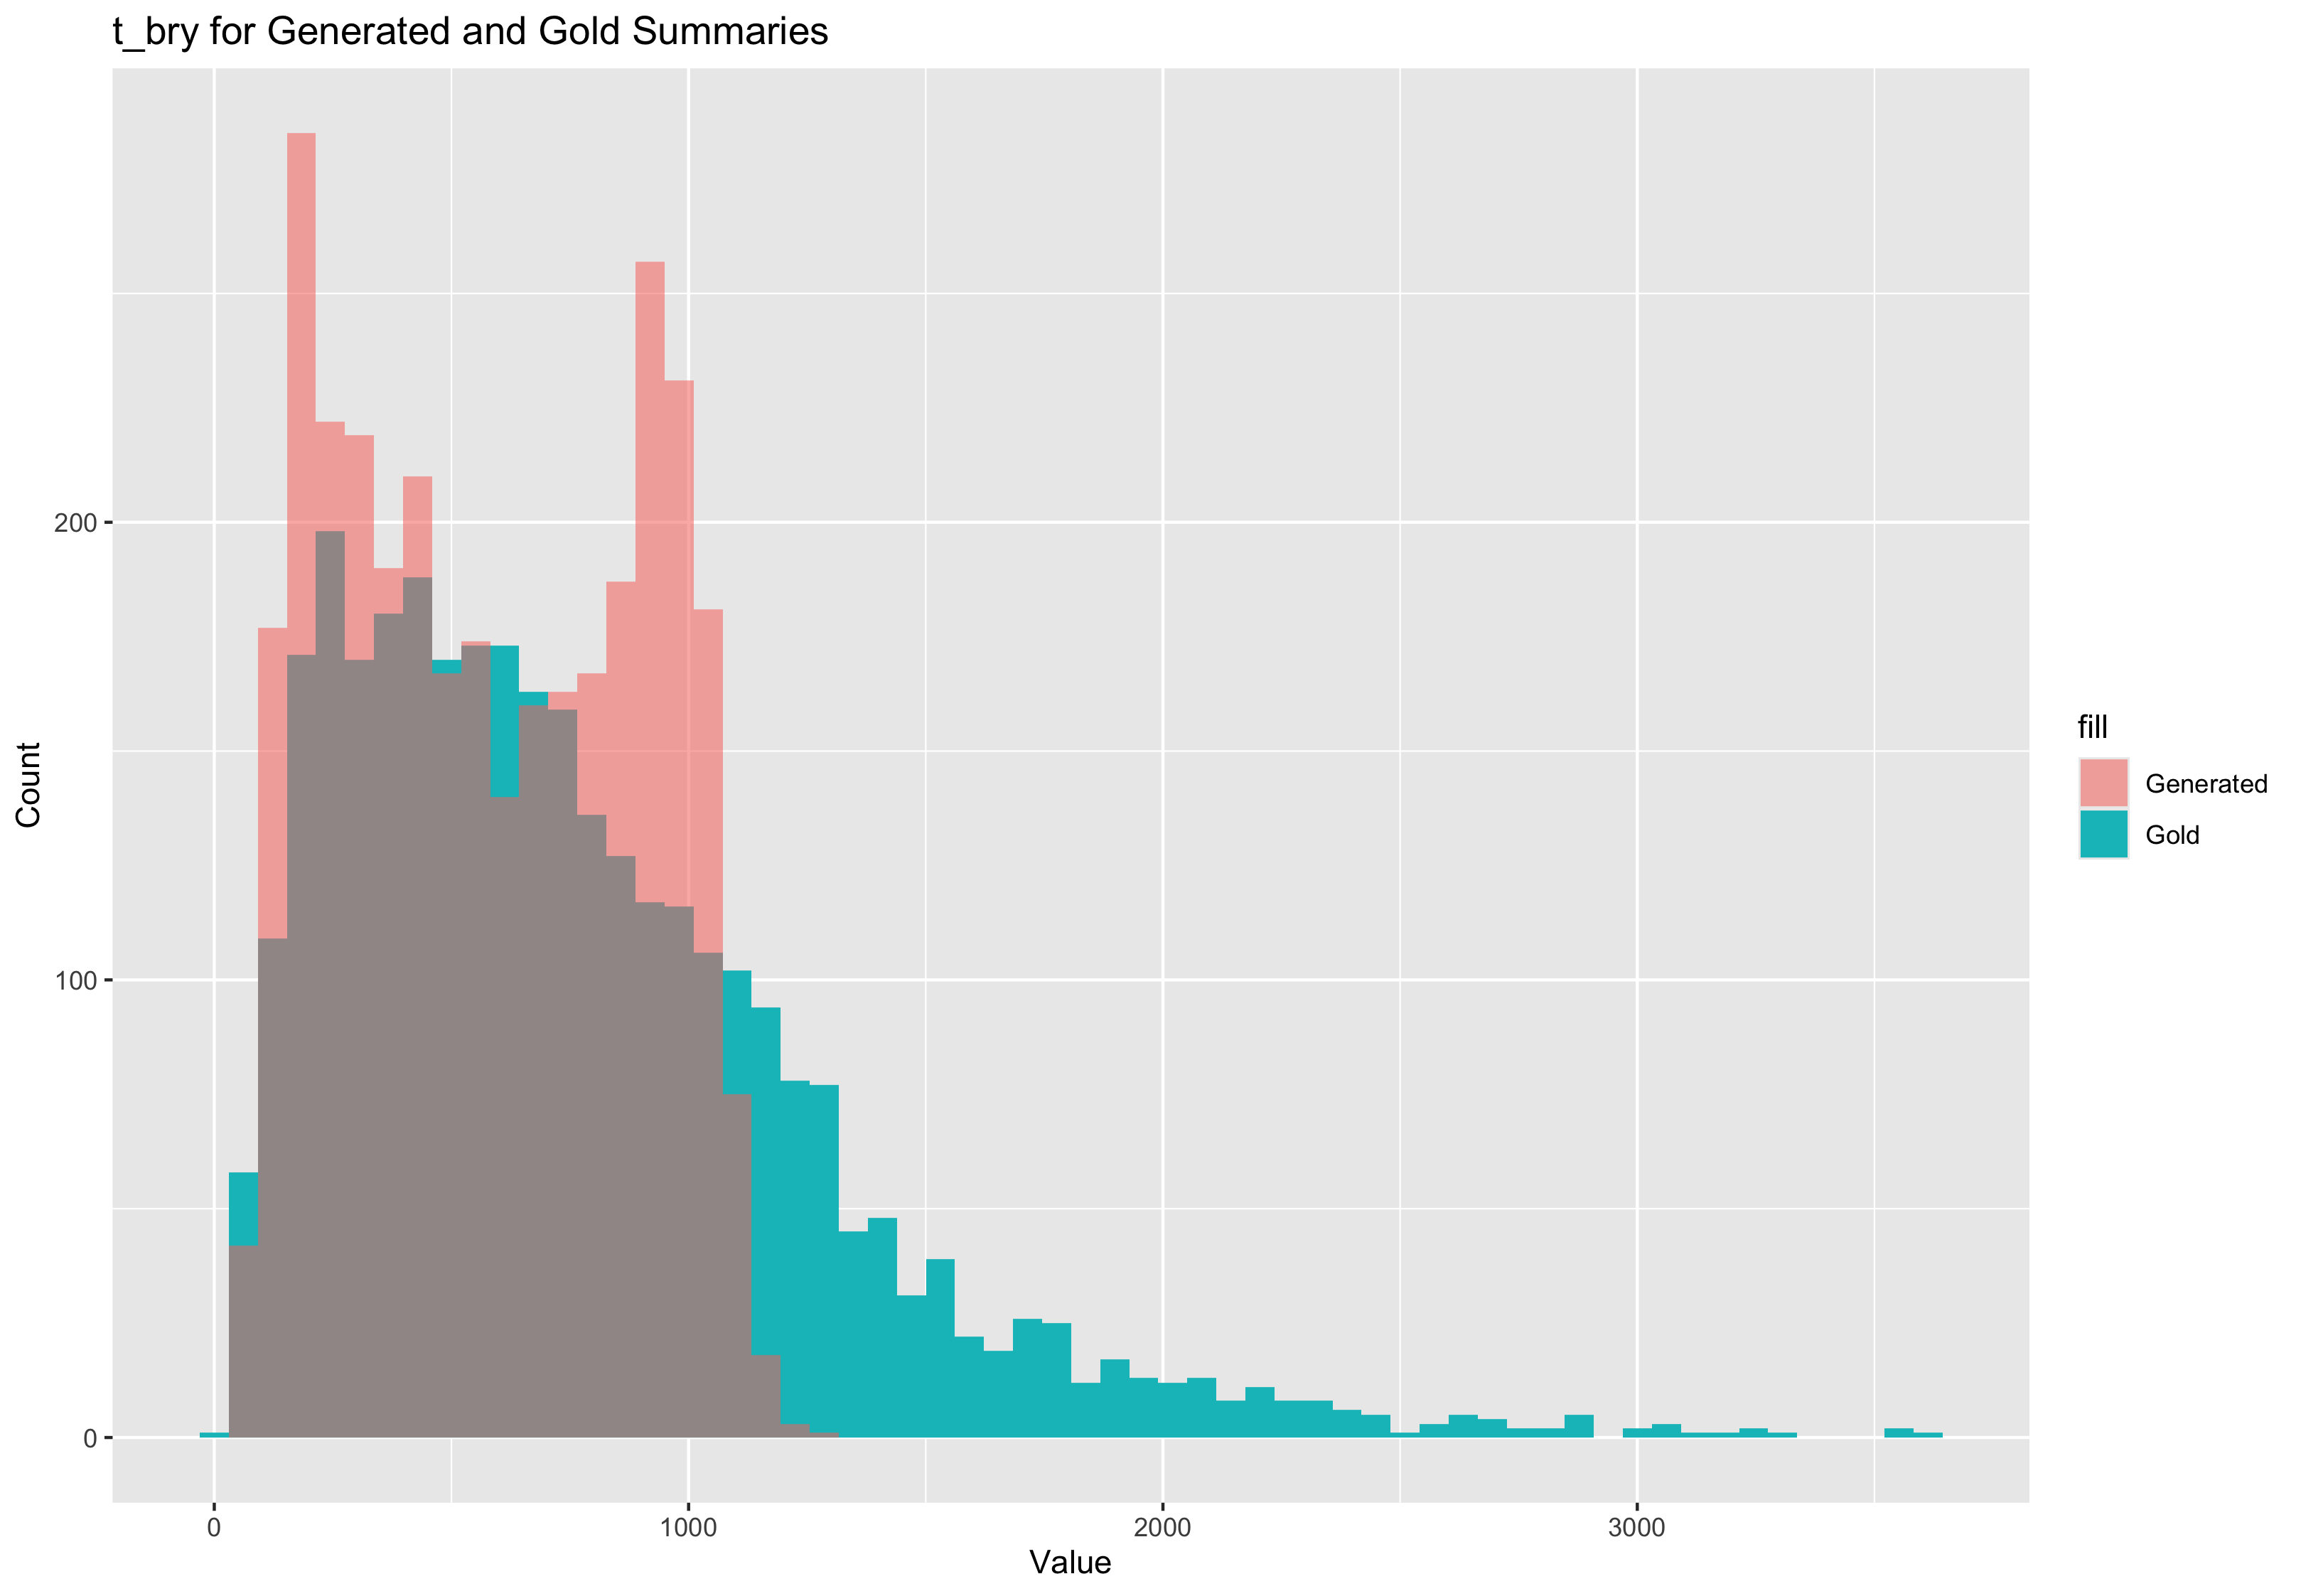 t_bry for Generated and Gold Summaries
Count
200
100
0
0 1000 2000 3000
Value
fill
Generated
Gold